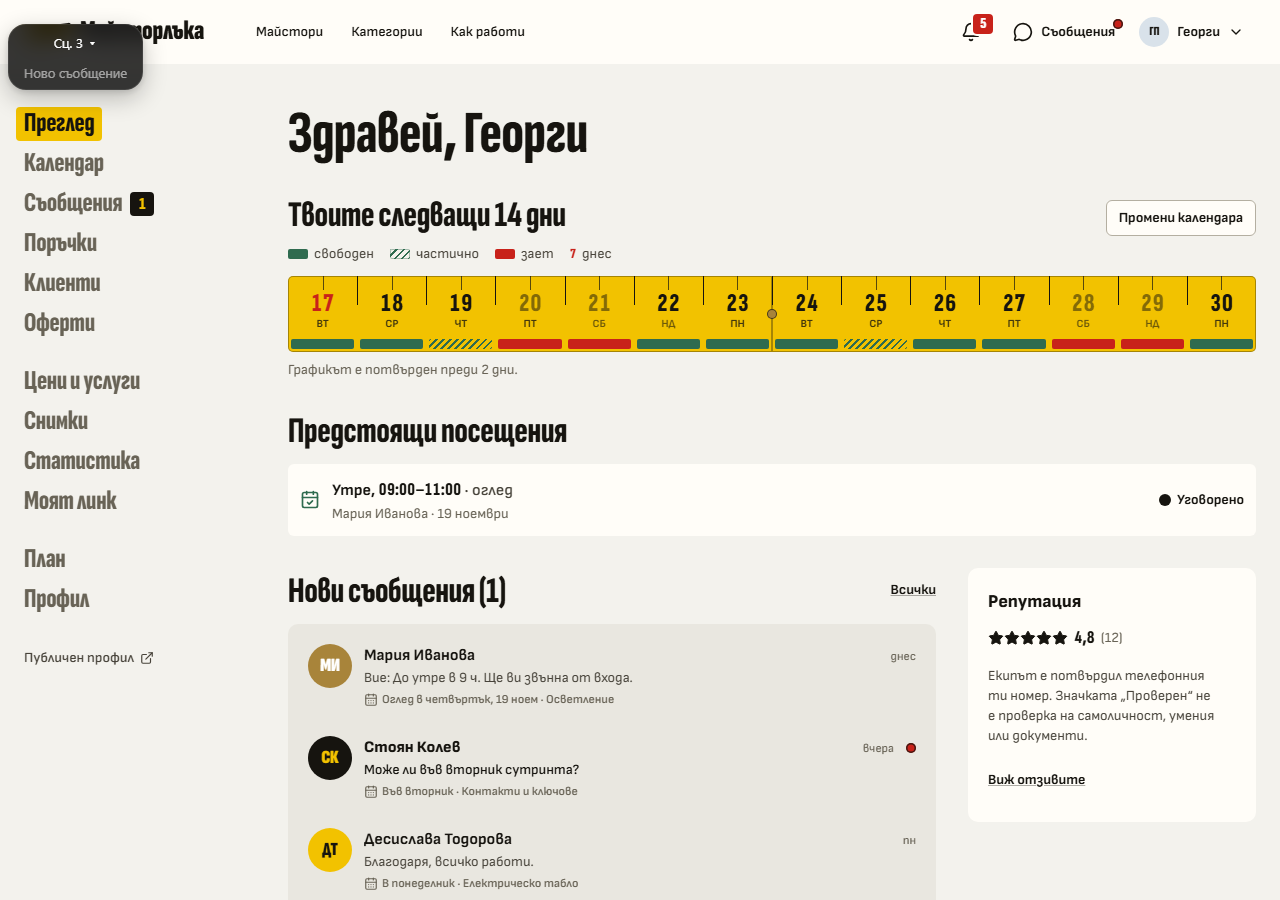 Майстори
Категории
Как работи
5
Съобщения
ГП
Георги
Сц. 3
Ново съобщение
Преглед
Календар
Съобщения 1
Поръчки
Клиенти
Оферти
Цени и услуги
Снимки
Статистика
Моят линк
План
Профил
Публичен профил
Здравей, Георги
Твоите следващи 14 дни
Промени календара
свободен частично зает 7 днес
17 18 19 20 21 22 23 24 25 26 27 28 29 30
ВТ СР ЧТ ПТ СБ НД ПН ВТ СР ЧТ ПТ СБ НД ПН
Графикът е потвърден преди 2 дни.
Предстоящи посещения
Утре, 09:00–11:00 · оглед
Мария Иванова · 19 ноември
Уговорено
Нови съобщения (1)
Всички
МИ
Мария Иванова
днес
Вие: До утре в 9 ч. Ще ви звънна от входа.
Оглед в четвъртък, 19 ноем · Осветление
СК
Стоян Колев
вчера
Може ли във вторник сутринта?
Във вторник · Контакти и ключове
ДТ
Десислава Тодорова
пн
Благодаря, всичко работи.
В понеделник · Електрическо табло
Репутация
4,8 (12)
Екипът е потвърдил телефонния
ти номер. Значката „Проверен“ не
е проверка на самоличност, умения
или документи.
Виж отзивите